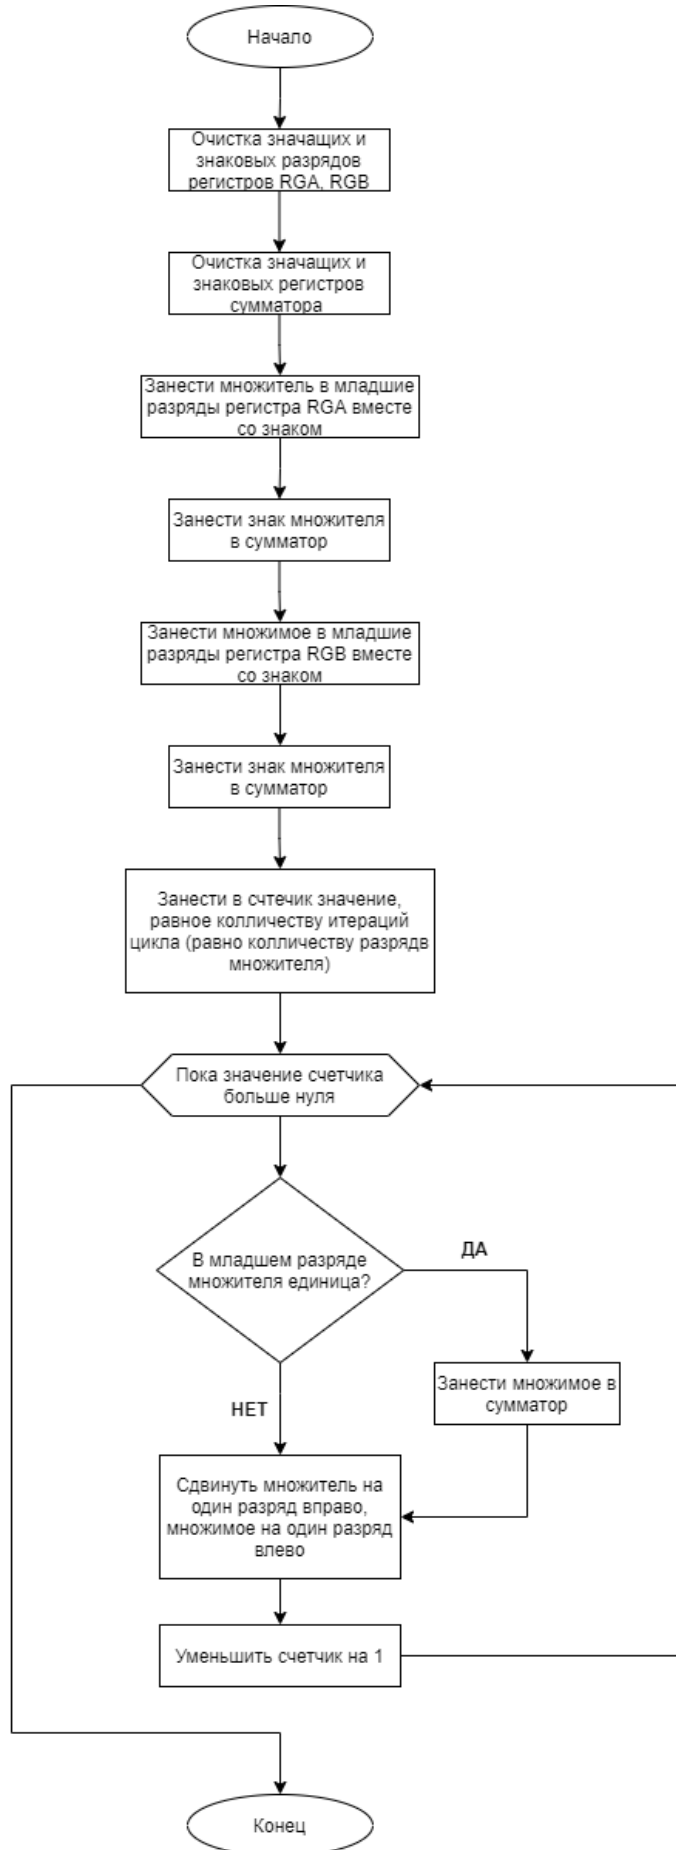 Начало
Очистка значащих и
знаковых разрядов
регистров RGA, RGB
Очистка значащих и
знаковых регистров
сумматора
Занести множитель в младшие
разряды регистра RGA вместе
со знаком
Занести знак множителя
в сумматор
Занести множимое в младшие
разряды регистра RGB вместе
со знаком
Занести знак множителя
в сумматор
Занести в счтечик значение,
равное колличеству итераций
цикла (равно колличеству разрядв
множителя)
Пока значение счетчика
больше нуля
В младшем разряде
множителя единица?
ДА
Занести множимое в
сумматор
НЕТ
Сдвинуть множитель на
один разряд вправо,
множимое на один разряд
влево
Уменьшить счетчик на 1
Конец